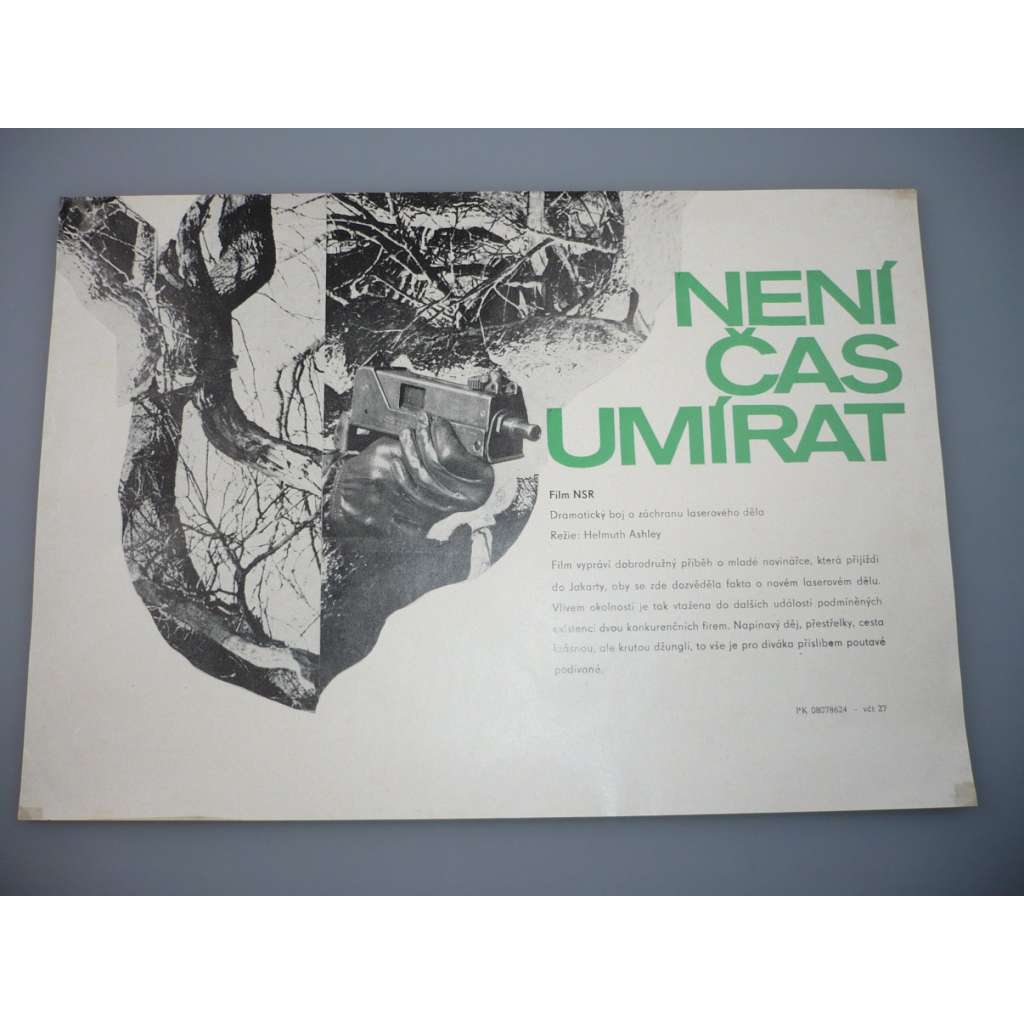 NENÍ
ČAS
UMÍRAT
Film NSR
Dramatický boj o záchranu laserového děla
Režie: Helmuth Ashley
Film vypráví dobrodružný příběh o mladé novinářce, která přijíždí
do Jakarty, aby se zde dozvěděla fakta o novém laserovém dělu.
Vlivem okolností je tak vtažena do dalších událostí podmíněných
existencí dvou konkurenčních firem. Napínavý děj, přestřelky, cesta
krásnou, ale krutou džunglí, to vše je pro diváka příslibem poutavé
podívané.
PK 08078624 – včt 27